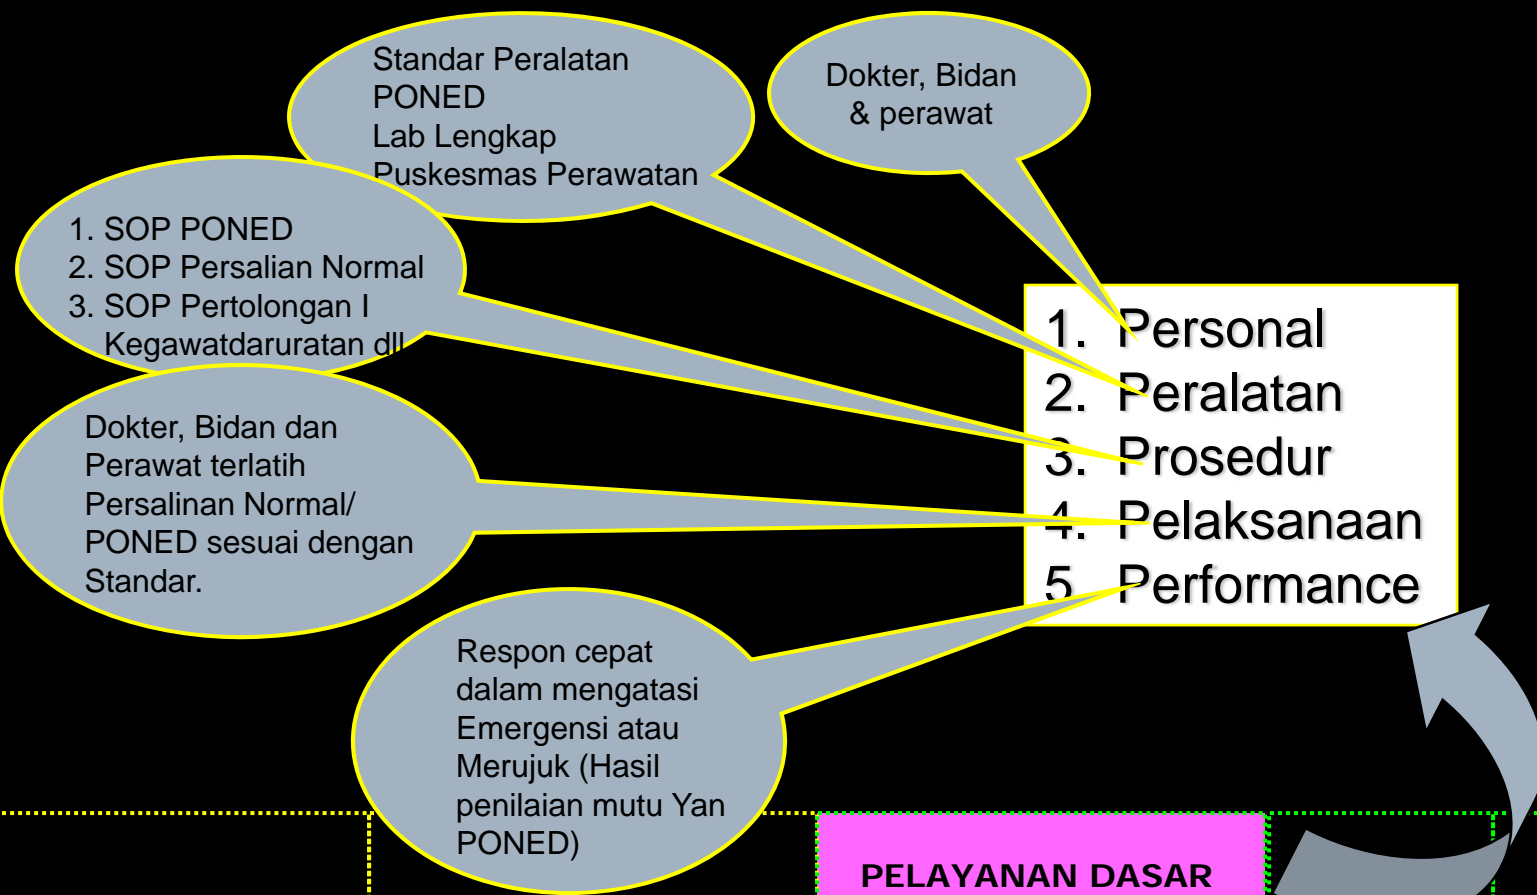 Standar Peralatan
PONED
Lab Lengkap
Puskesmas Perawatan
Dokter, Bidan
& perawat
1. SOP PONED
2. SOP Persalian Normal
3. SOP Pertolongan I
Kegawatdaruratan dll
Dokter, Bidan dan
Perawat terlatih
Persalinan Normal/
PONED sesuai dengan
Standar.
Respon cepat
dalam mengatasi
Emergensi atau
Merujuk (Hasil
penilaian mutu Yan
PONED)
1. Personal
2. Peralatan
3. Prosedur
4. Pelaksanaan
5. Performance
PELAYANAN DASAR